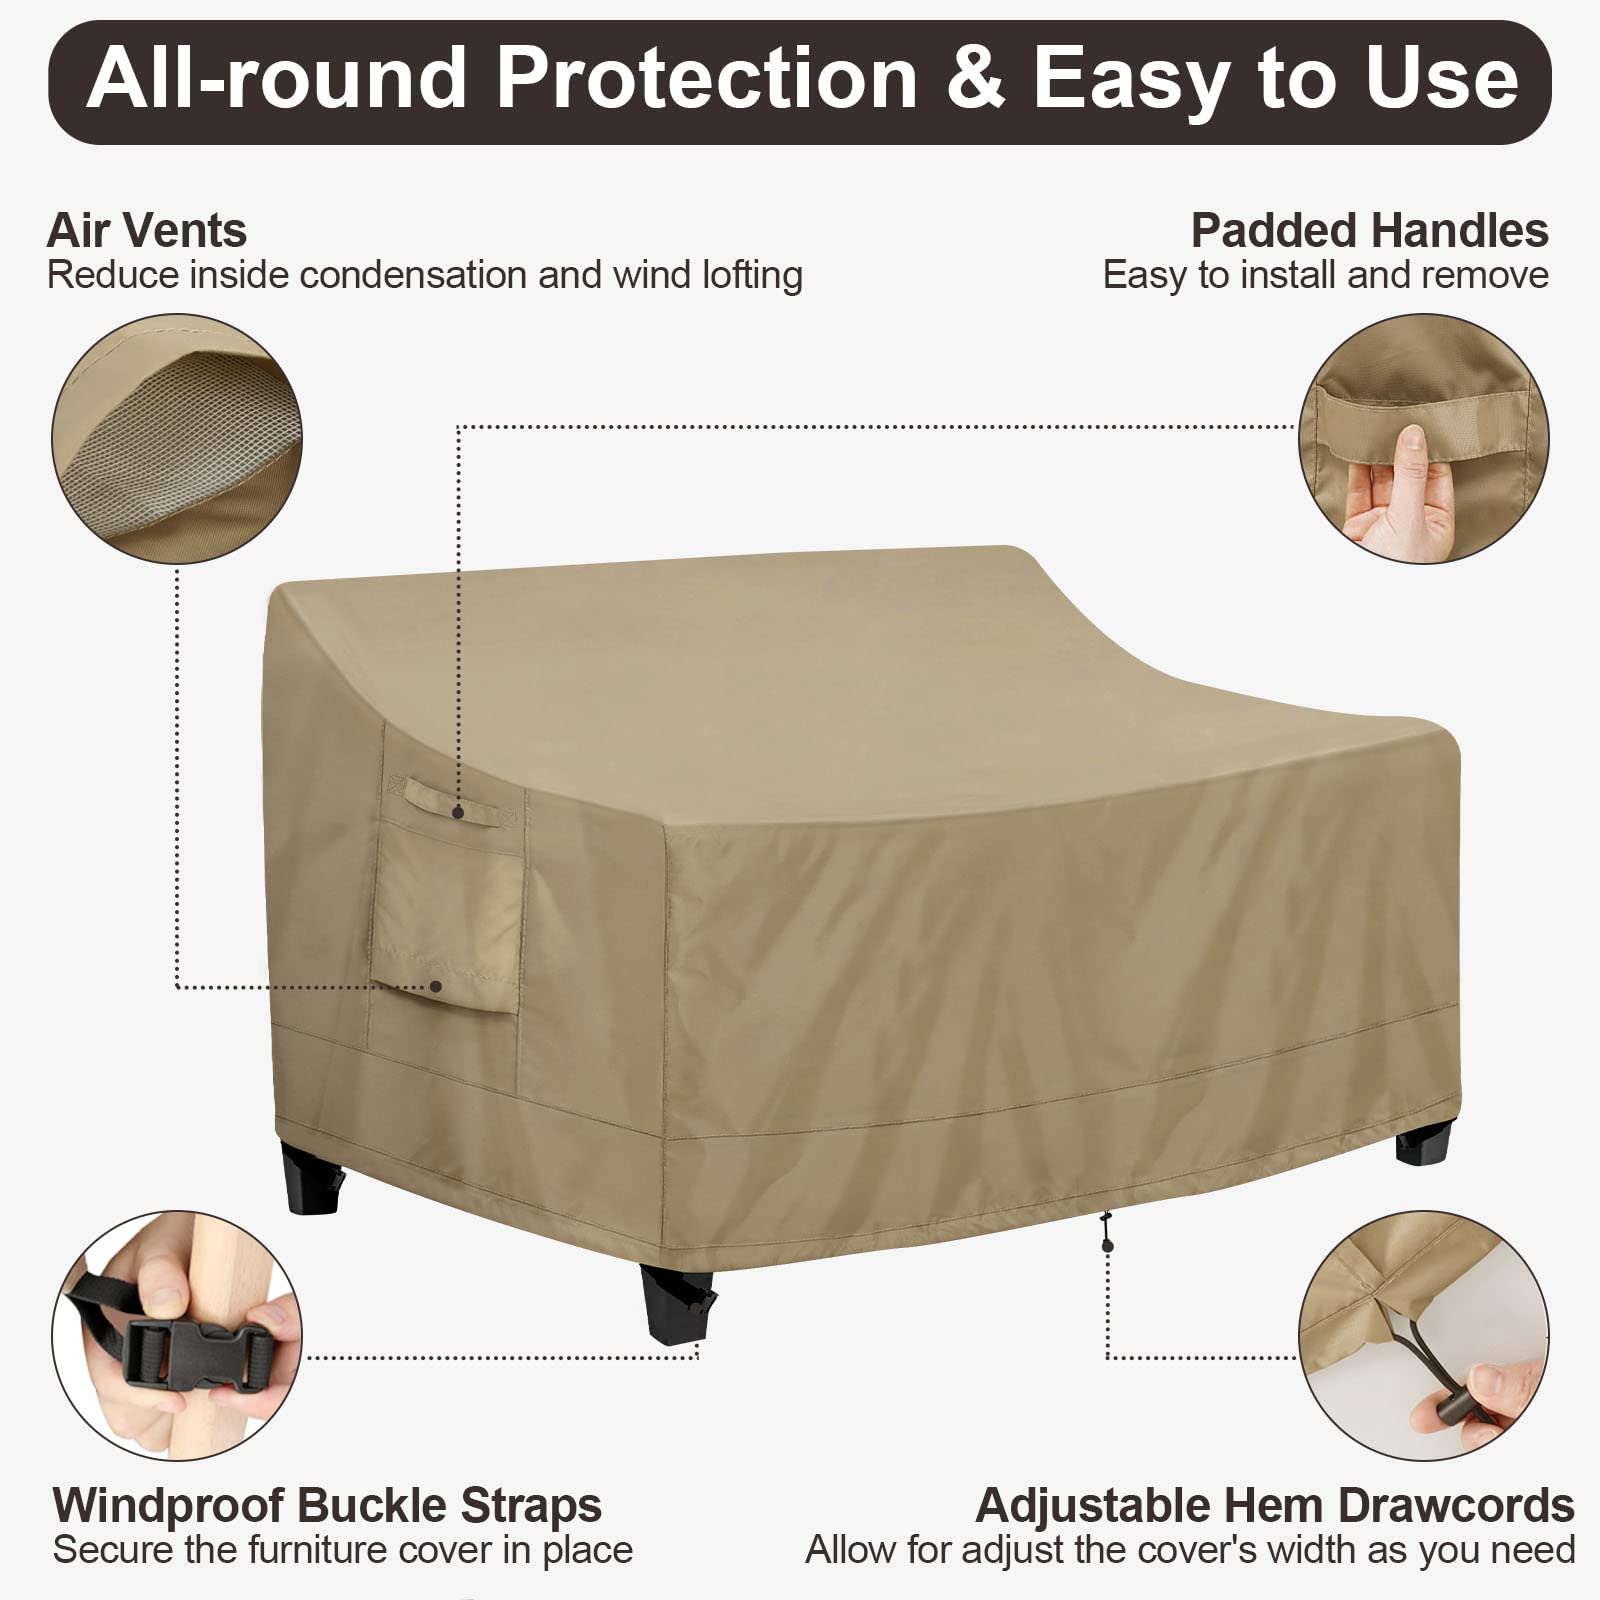 All-round Protection & Easy to Use
Air Vents
Reduce inside condensation and wind lofting
Padded Handles
Easy to install and remove
Windproof Buckle Straps
Secure the furniture cover in place
Adjustable Hem Drawcords
Allow for adjust the cover's width as you need